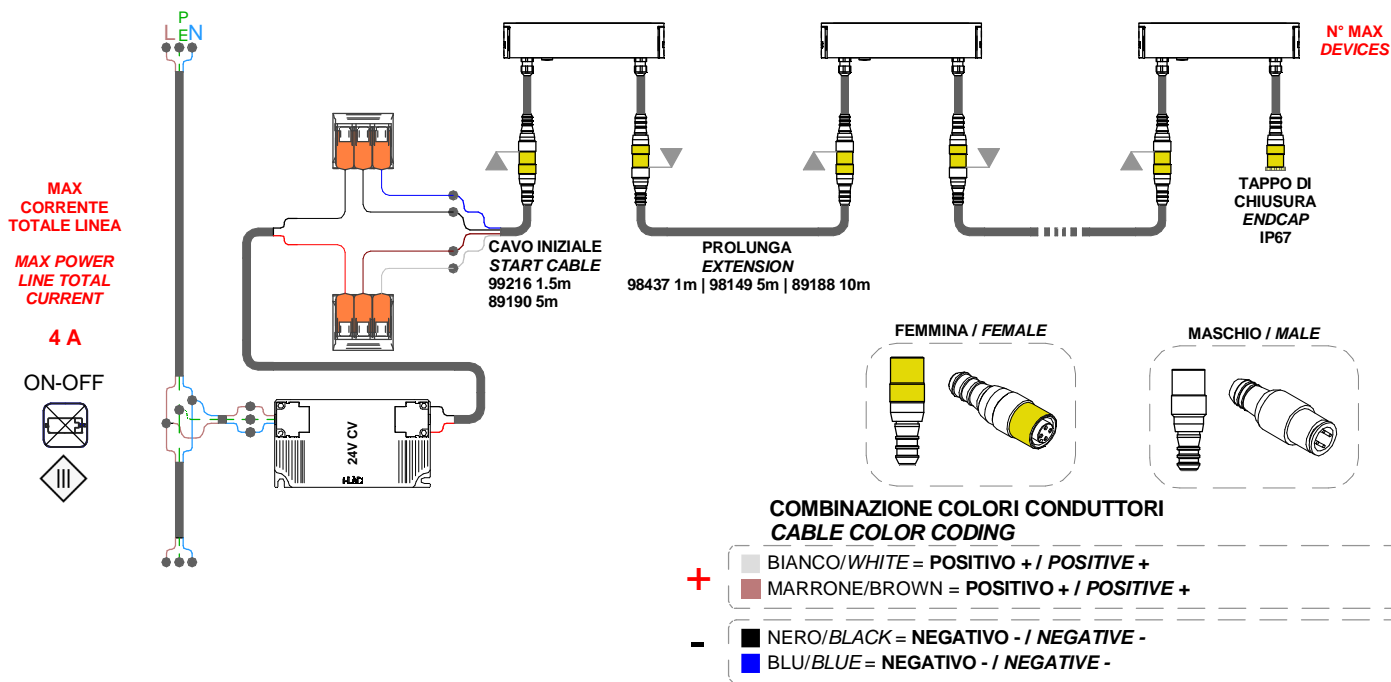 L PE N
N° MAX
DEVICES
MAX
CORRENTE
TOTALE LINEA
MAX POWER
LINE TOTAL
CURRENT
4 A
ON-OFF
III
CAVO INIZIALE
START CABLE
99216 1.5m
89190 5m
PROLUNGA
EXTENSION
98437 1m | 98149 5m | 89188 10m
TAPPO DI
CHIUSURA
ENDCAP
IP67
24V CV
FEMMINA / FEMALE
MASCHIO / MALE
COMBINAZIONE COLORI CONDUTTORI
CABLE COLOR CODING
+
BIANCO/WHITE = POSITIVO + / POSITIVE +
MARRONE/BROWN = POSITIVO + / POSITIVE +
-
NERO/BLACK = NEGATIVO - / NEGATIVE -
BLU/BLUE = NEGATIVO - / NEGATIVE -